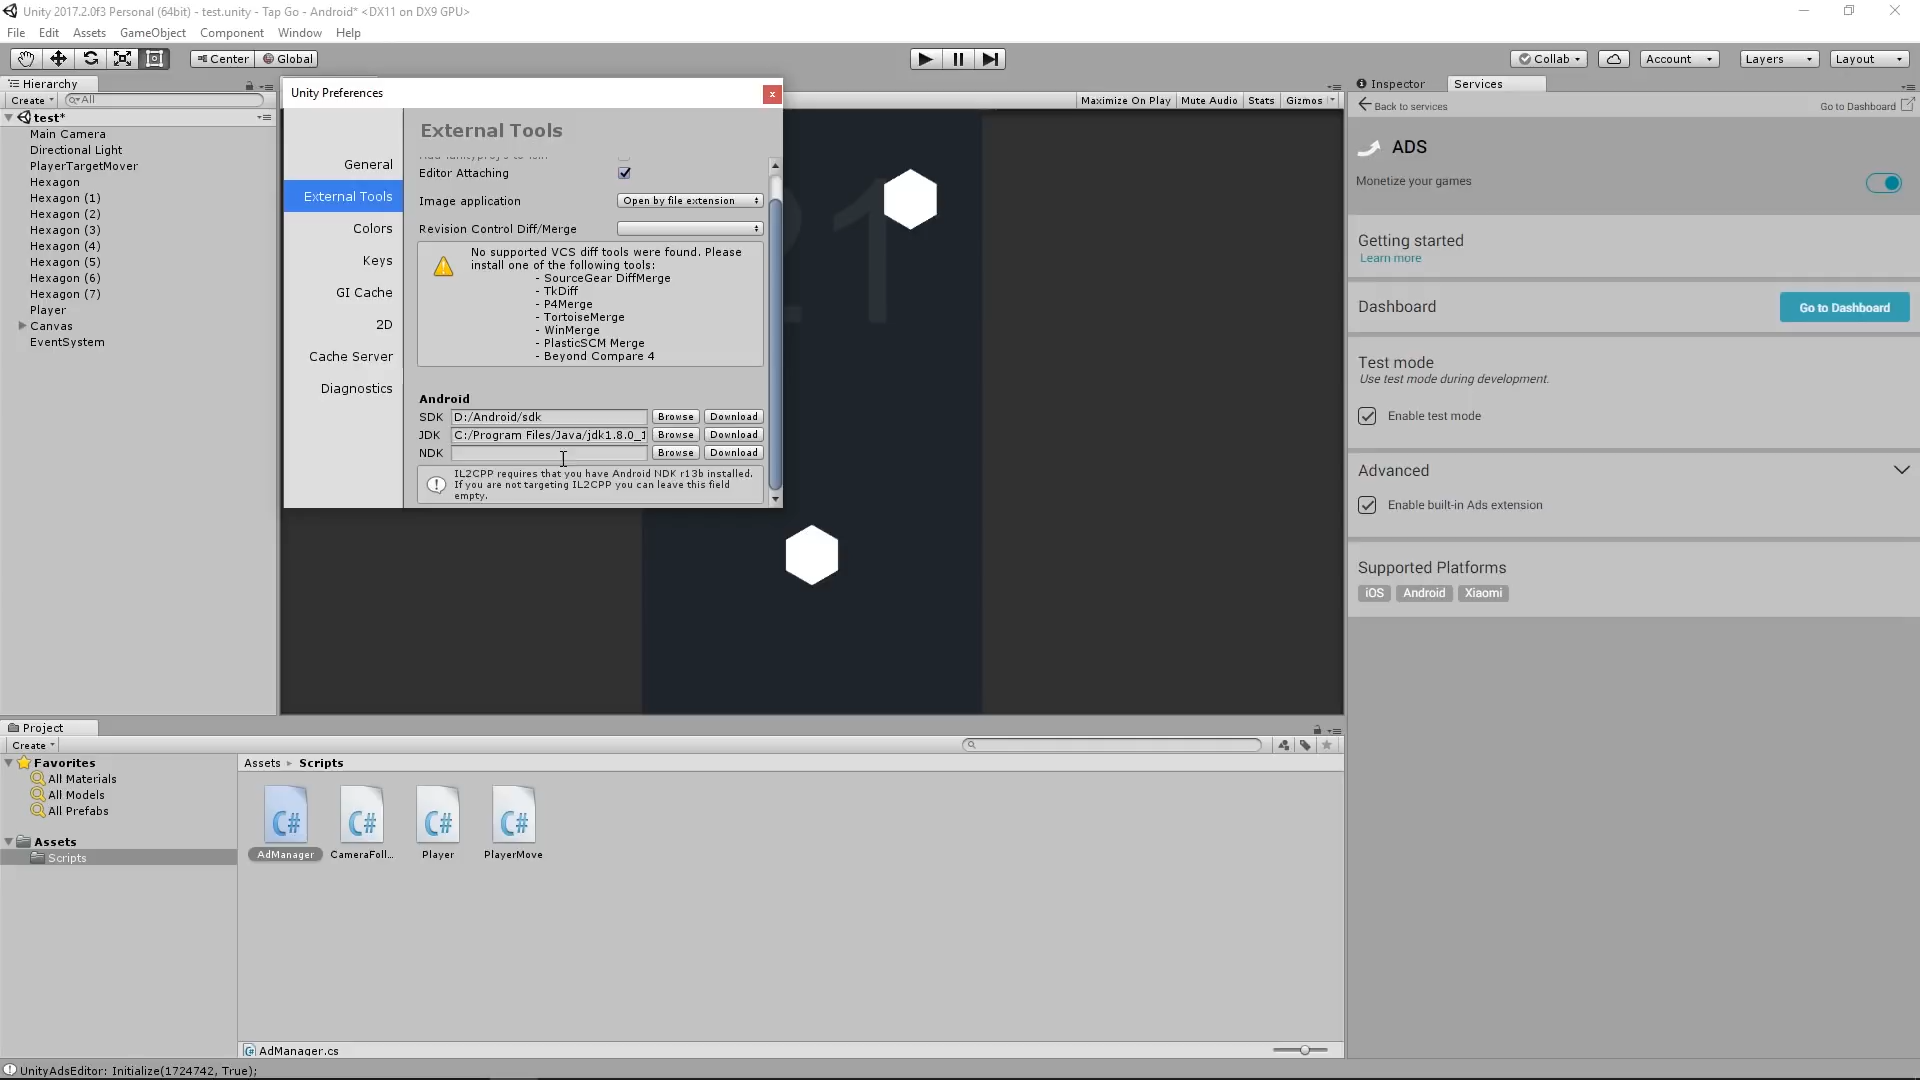 Unity 2017.2.0f3 Personal (64bit) - test.unity - Tap Go - Android* <DX11 on DX9 GPU>
File Edit Assets GameObject Component Window Help
Center Global
Collab Account Layers Layout
Hierarchy
Create All
test*
Main Camera
Directional Light
PlayerTargetMover
Hexagon
Hexagon (1)
Hexagon (2)
Hexagon (3)
Hexagon (4)
Hexagon (5)
Hexagon (6)
Hexagon (7)
Player
Canvas
EventSystem
Unity Preferences
General
External Tools
Colors
Keys
GI Cache
2D
Cache Server
Diagnostics
External Tools
Editor Attaching
Image application Open by file extension
Revision Control Diff/Merge
No supported VCS diff tools were found. Please
install one of the following tools:
- SourceGear DiffMerge
- TkDiff
- P4Merge
- TortoiseMerge
- WinMerge
- PlasticSCM Merge
- Beyond Compare 4
Android
SDK D:/Android/sdk Browse Download
JDK C:/Program Files/Java/jdk1.8.0_1 Browse Download
NDK Browse Download
IL2CPP requires that you have Android NDK r13b installed.
If you are not targeting IL2CPP you can leave this field
empty.
Maximize On Play Mute Audio Stats Gizmos
21
Inspector Services
Back to services Go to Dashboard
ADS
Monetize your games
Getting started
Learn more
Dashboard Go to Dashboard
Test mode
Use test mode during development.
Enable test mode
Advanced
Enable built-in Ads extension
Supported Platforms
iOS Android Xiaomi
Project
Create
Favorites
All Materials
All Models
All Prefabs
Assets
Scripts
Assets Scripts
C# C# C# C#
AdManager CameraFoll... Player PlayerMove
AdManager.cs
UnityAdsEditor: Initialize(1724742, True);